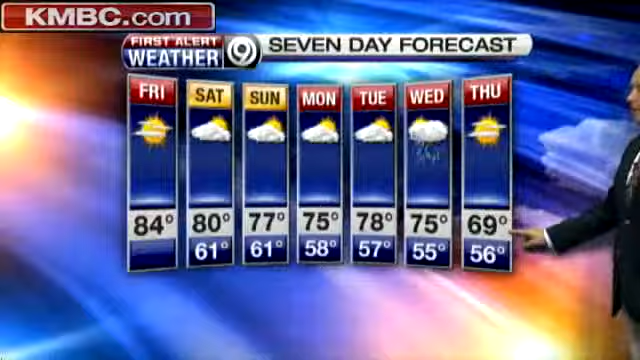 KMBC.com
FIRST ALERT
WEATHER 9
SEVEN DAY FORECAST
FRI SAT SUN MON TUE WED THU
84° 80° 77° 75° 78° 75° 69°
61° 61° 58° 57° 55° 56°